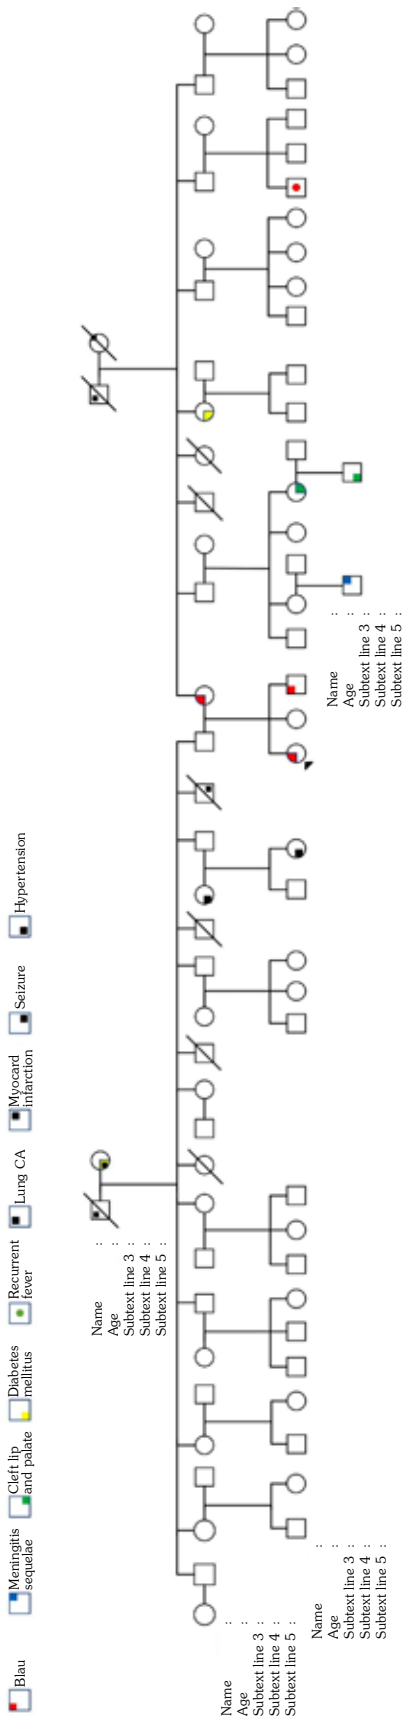 Blau
Meningitis
sequelae
Cleft lip
and palate
Diabetes
mellitus
Recurrent
fever
Lung CA
Myocard
infarction
Seizure
Hypertension
Name :
Age :
Subtext line 3 :
Subtext line 4 :
Subtext line 5 :
Name :
Age :
Subtext line 3 :
Subtext line 4 :
Subtext line 5 :
Name :
Age :
Subtext line 3 :
Subtext line 4 :
Subtext line 5 :
Name :
Age :
Subtext line 3 :
Subtext line 4 :
Subtext line 5 :